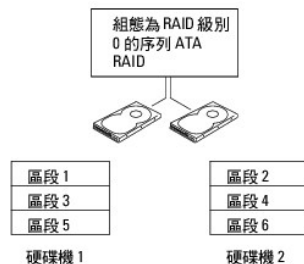 組態為 RAID 級別
0 的序列 ATA
RAID
區段 1
區段 3
區段 5
硬碟機 1
區段 2
區段 4
區段 6
硬碟機 2